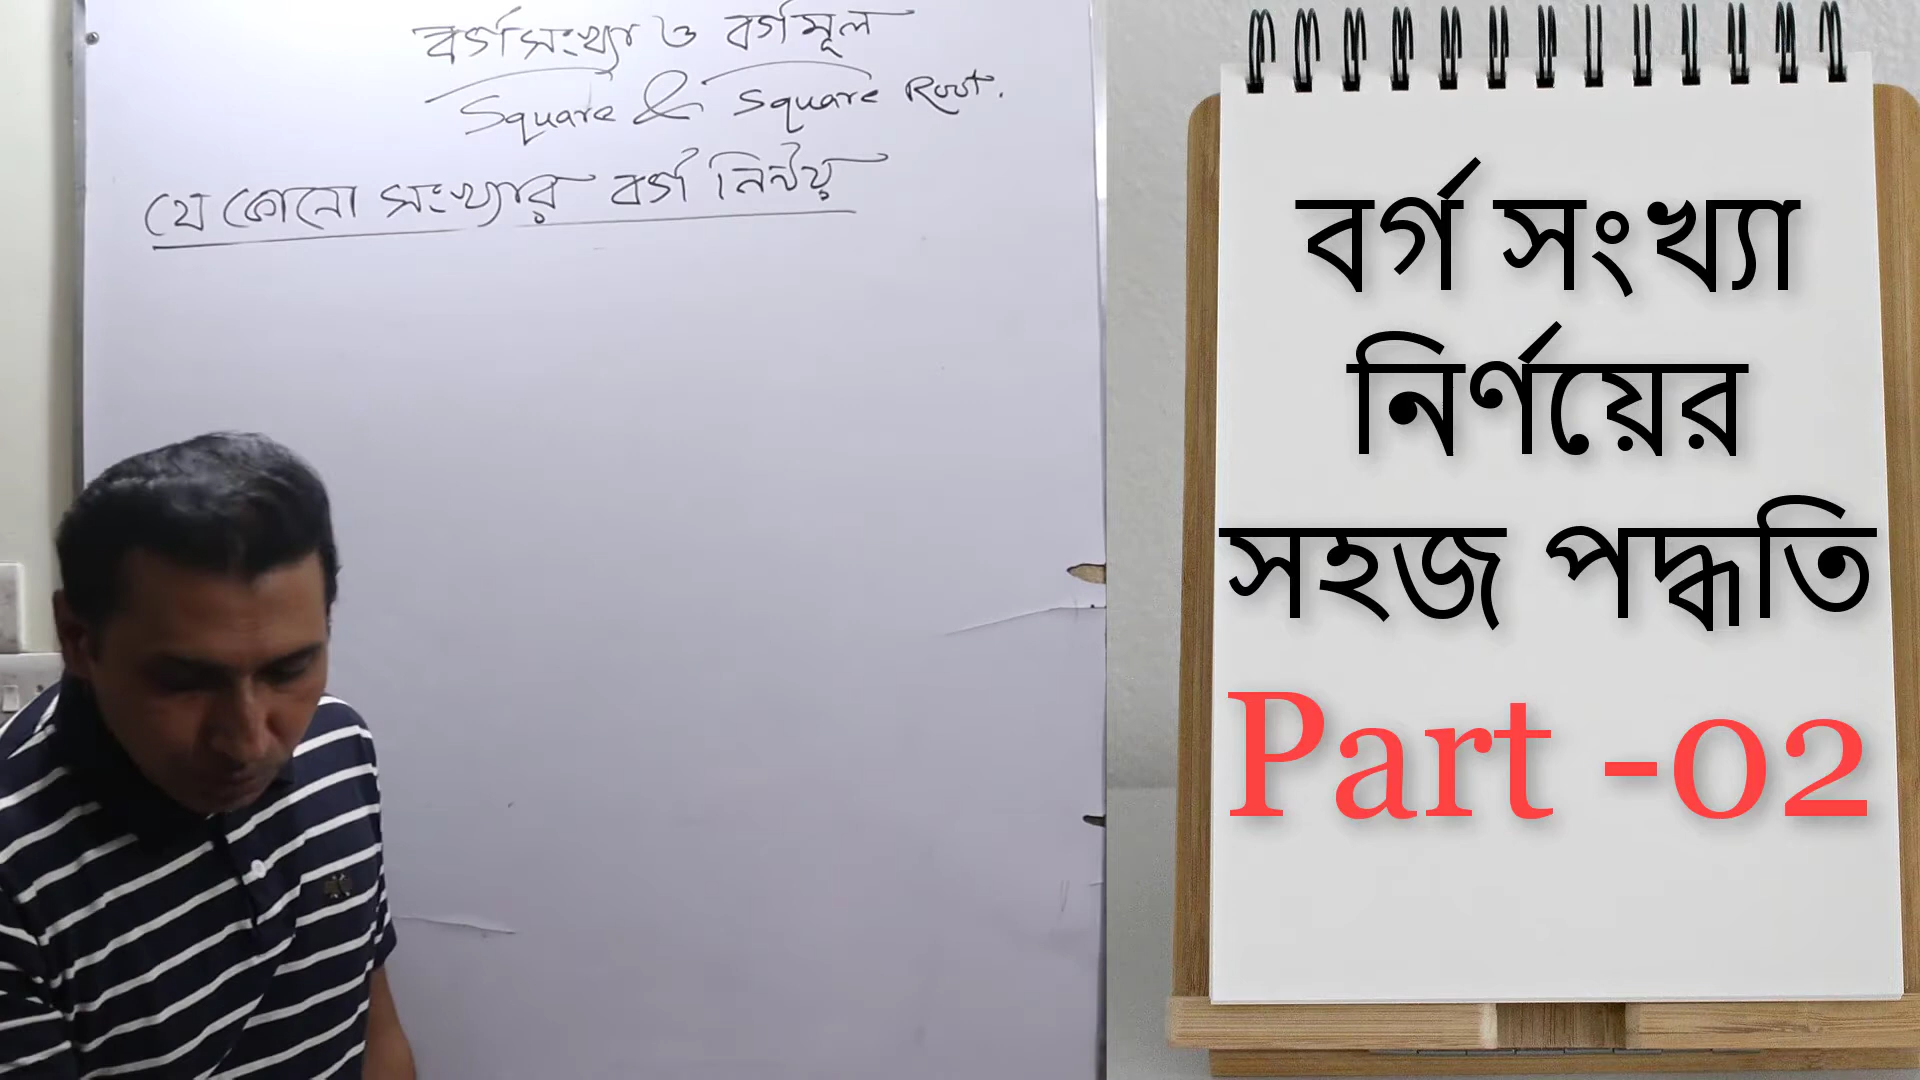 বর্গসংখ্যা ও বর্গমূল
Square & Square Root.
যে কোনো সংখ্যার বর্গ নির্ণয়
বর্গ সংখ্যা
নির্ণয়ের
সহজ পদ্ধতি
Part -02